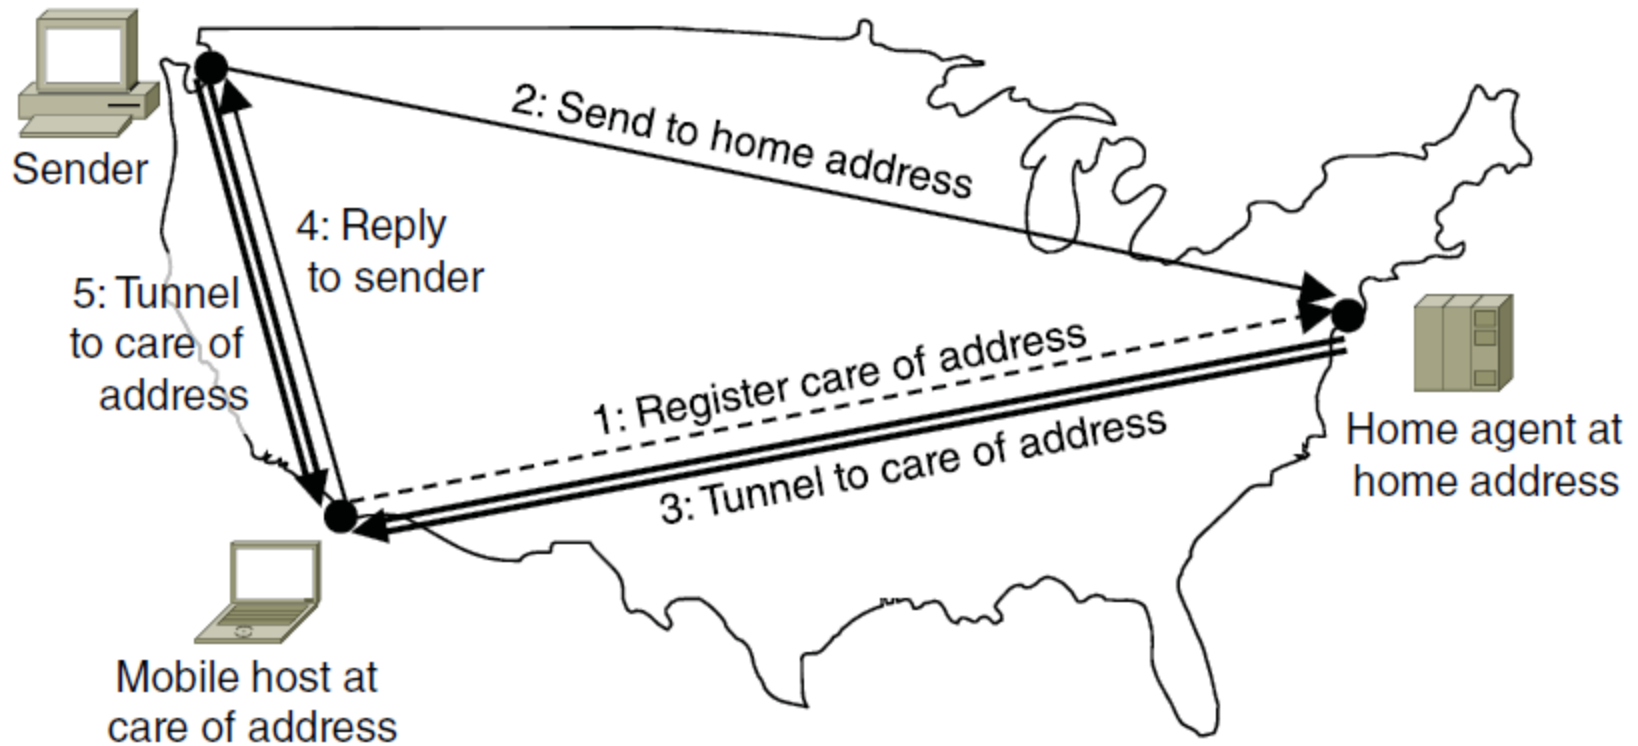 Sender
2: Send to home address
4: Reply
to sender
5: Tunnel
to care of
address
1: Register care of address
3: Tunnel to care of address
Home agent at
home address
Mobile host at
care of address